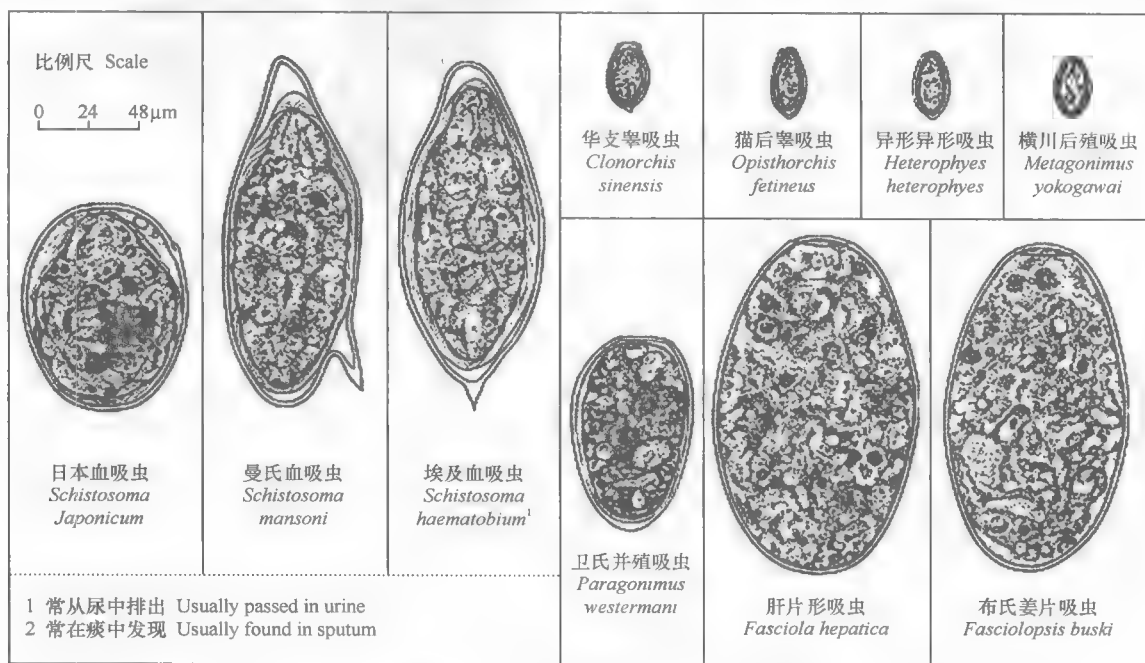 比例尺 Scale
0 24 48μm
日本血吸虫
Schistosoma
Japonicum
曼氏血吸虫
Schistosoma
mansoni
埃及血吸虫
Schistosoma
haematobium¹
1 常从尿中排出 Usually passed in urine
2 常在痰中发现 Usually found in sputum
华支睾吸虫
Clonorchis
sinensis
猫后睾吸虫
Opisthorchis
fetineus
异形异形吸虫
Heterophyes
heterophyes
横川后殖吸虫
Metagonimus
yokogawai
卫氏并殖吸虫
Paragonimus
westermani
肝片形吸虫
Fasciola hepatica
布氏姜片吸虫
Fasciolopsis buski